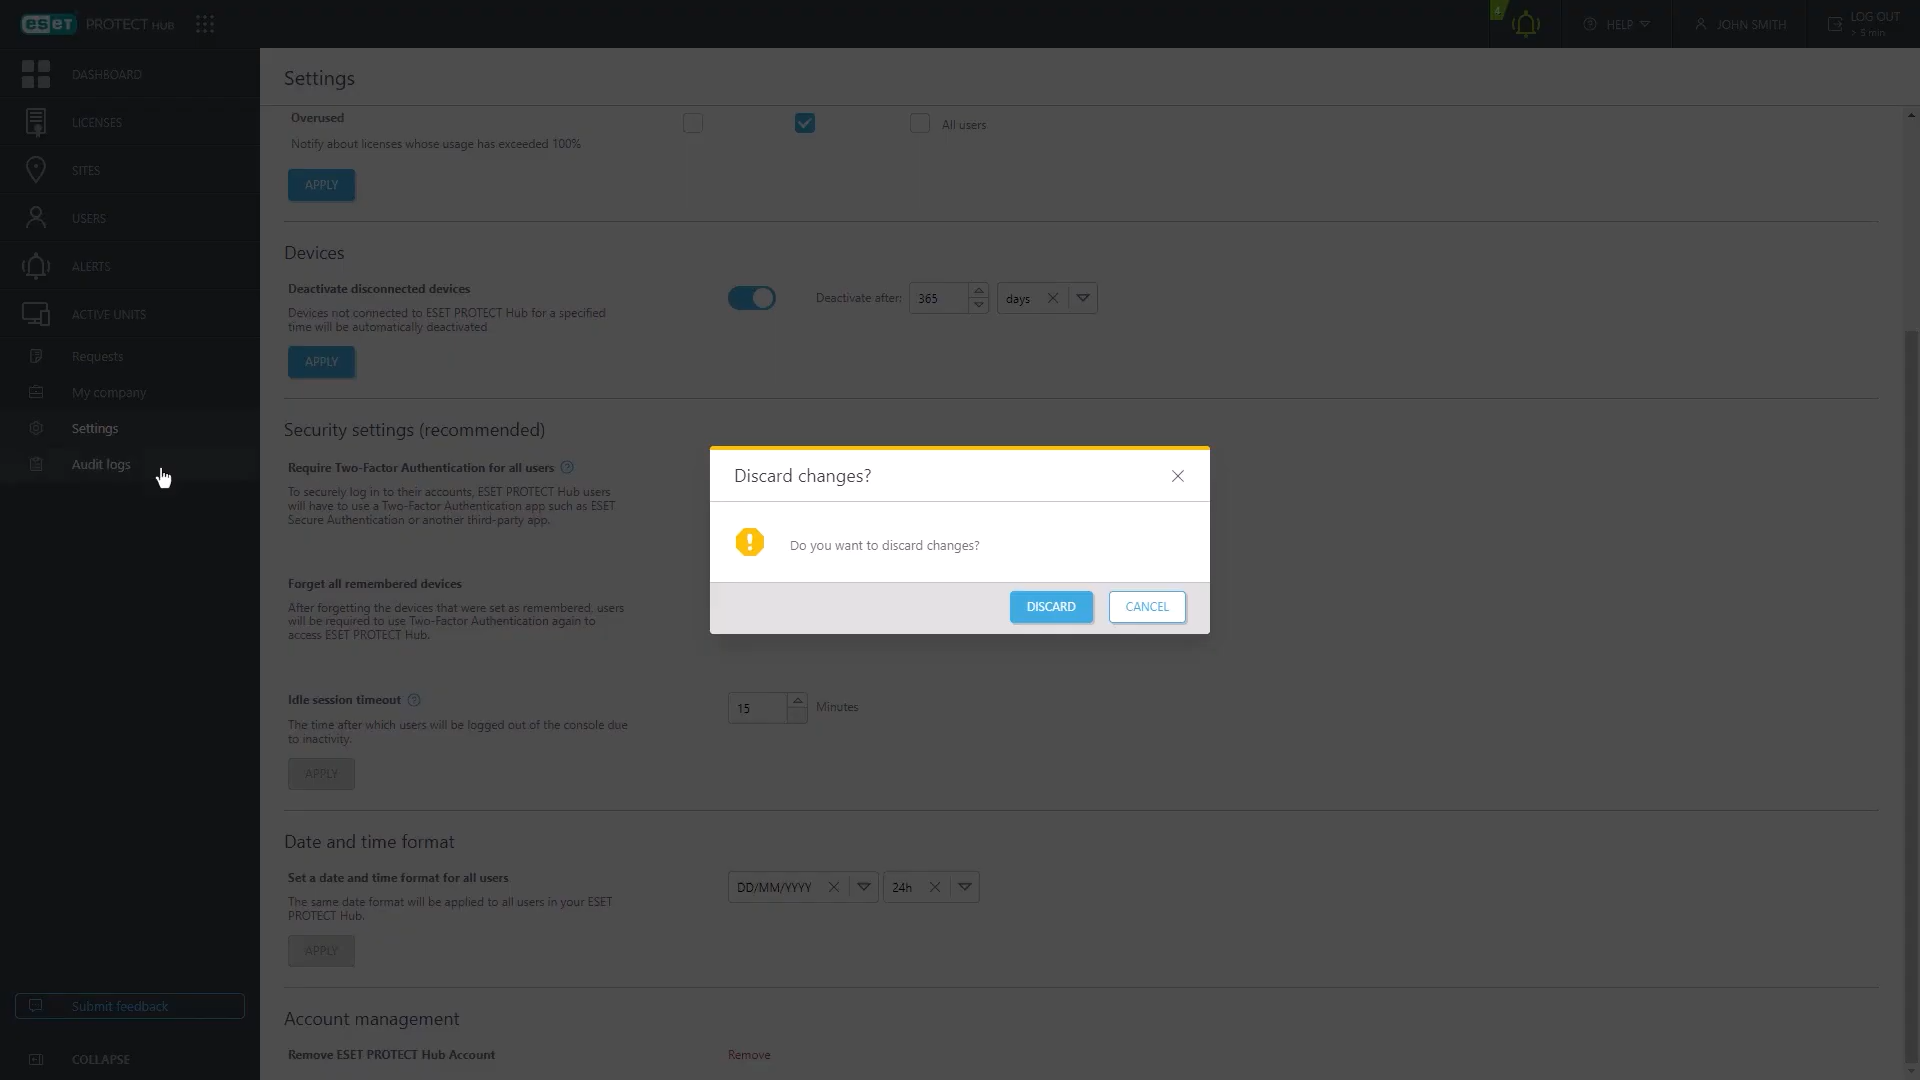 eset PROTECT HUB
4
HELP
JOHN SMITH
LOG OUT
> 5 min
DASHBOARD
LICENSES
SITES
USERS
ALERTS
ACTIVE UNITS
Requests
My company
Settings
Audit logs
Submit feedback
COLLAPSE
Settings
Overused
All users
Notify about licenses whose usage has exceeded 100%
APPLY
Devices
Deactivate disconnected devices
Devices not connected to ESET PROTECT Hub for a specified
time will be automatically deactivated
Deactivate after: 365 days
APPLY
Security settings (recommended)
Require Two-Factor Authentication for all users ?
To securely log in to their accounts, ESET PROTECT Hub users
will have to use a Two-Factor Authentication app such as ESET
Secure Authentication or another third-party app.
Forget all remembered devices
After forgetting the devices that were set as remembered, users
will be required to use Two-Factor Authentication again to
access ESET PROTECT Hub.
Idle session timeout ?
The time after which users will be logged out of the console due
to inactivity.
15 Minutes
APPLY
Discard changes?
Do you want to discard changes?
DISCARD CANCEL
Date and time format
Set a date and time format for all users
The same date format will be applied to all users in your ESET
PROTECT Hub.
DD/MM/YYYY 24h
APPLY
Account management
Remove ESET PROTECT Hub Account
Remove